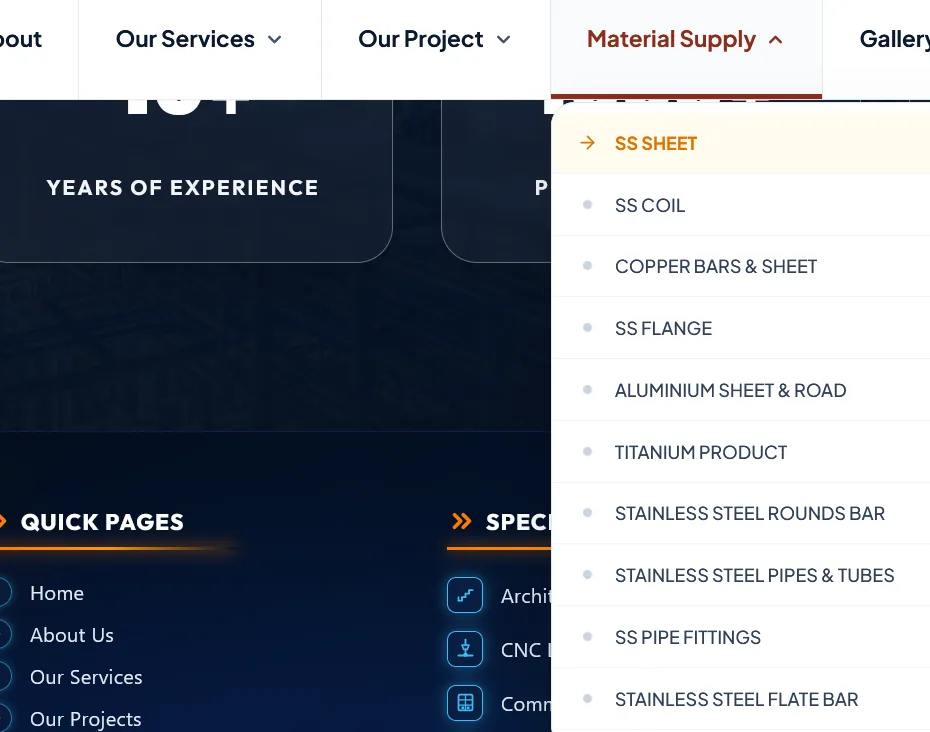 Our Services
Our Project
Material Supply
YEARS OF EXPERIENCE
SS SHEET
SS COIL
COPPER BARS & SHEET
SS FLANGE
ALUMINIUM SHEET & ROAD
TITANIUM PRODUCT
STAINLESS STEEL ROUNDS BAR
STAINLESS STEEL PIPES & TUBES
SS PIPE FITTINGS
STAINLESS STEEL FLATE BAR
QUICK PAGES
Home
About Us
Our Services
Our Projects
CNC